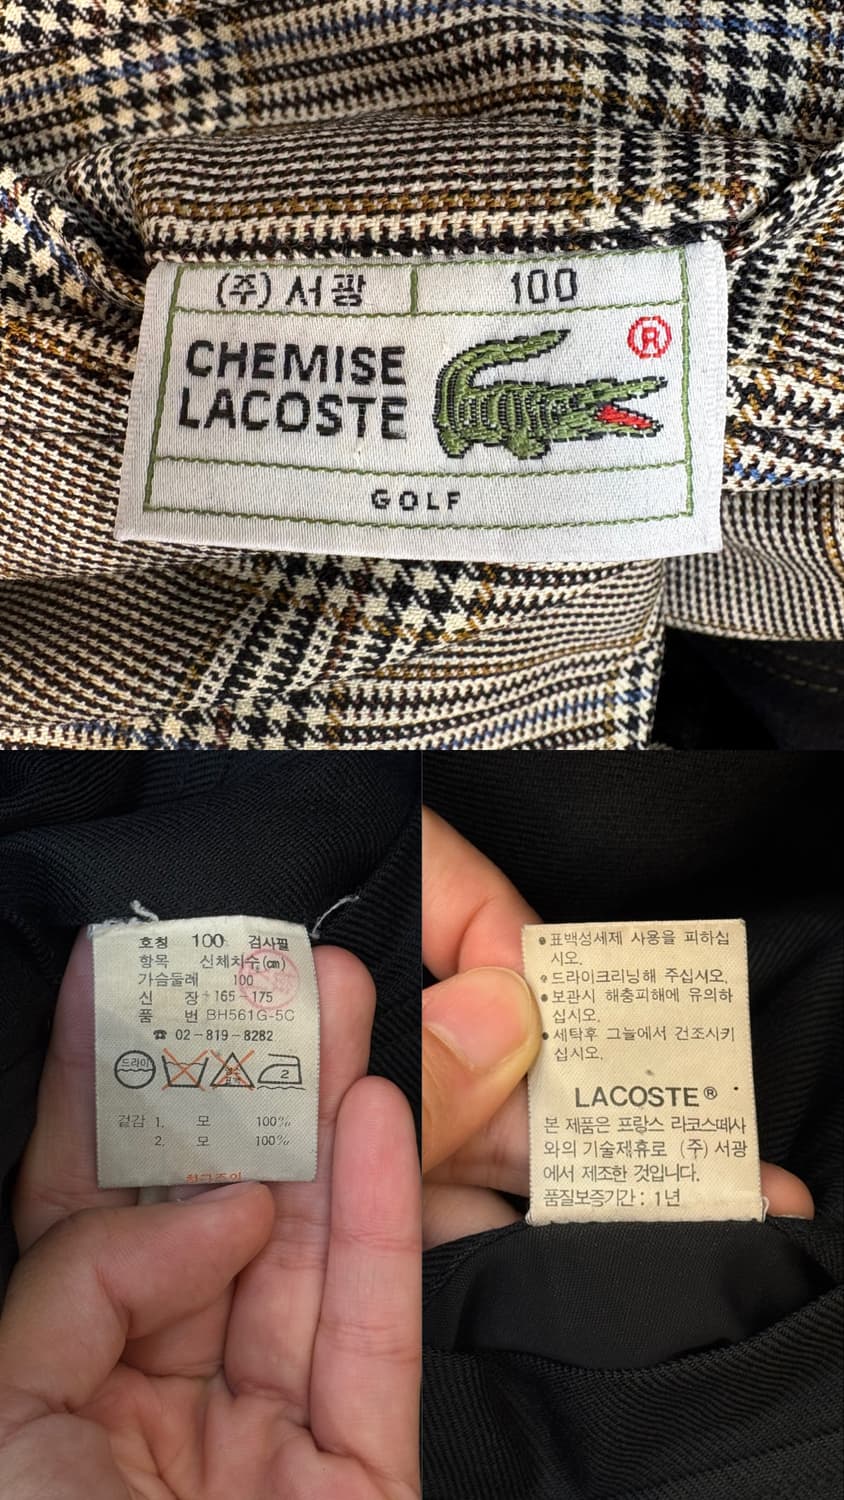 (주) 서광 100
CHEMISE
LACOSTE
®
GOLF
호칭 100 검사필
항목 신체치수(cm)
가슴둘레 100
신 장 165-175
품 번 BH561G-5C
☎ 02-819-8282
드라이 2
겉감 1. 모 100%
2. 모 100%
• 표백성세제 사용을 피하십
시오.
• 드라이크리닝해 주십시오.
• 보관시 해충피해에 유의하
십시오.
• 세탁후 그늘에서 건조시키
십시오.
LACOSTE®
본 제품은 프랑스 라코스떼사
와의 기술제휴로 (주) 서광
에서 제조한 것입니다.
품질보증기간 : 1년